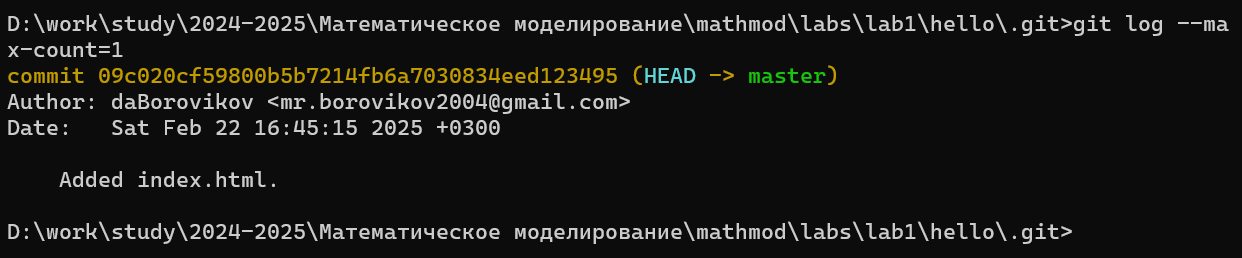 D:\work\study\2024-2025\Математическое моделирование\mathmod\labs\lab1\hello\.git>git log --ma
x-count=1
commit 09c020cf59800b5b7214fb6a7030834eed123495 (HEAD -> master)
Author: daBorovikov <mr.borovikov2004@gmail.com>
Date:   Sat Feb 22 16:45:15 2025 +0300
    Added index.html.
D:\work\study\2024-2025\Математическое моделирование\mathmod\labs\lab1\hello\.git>